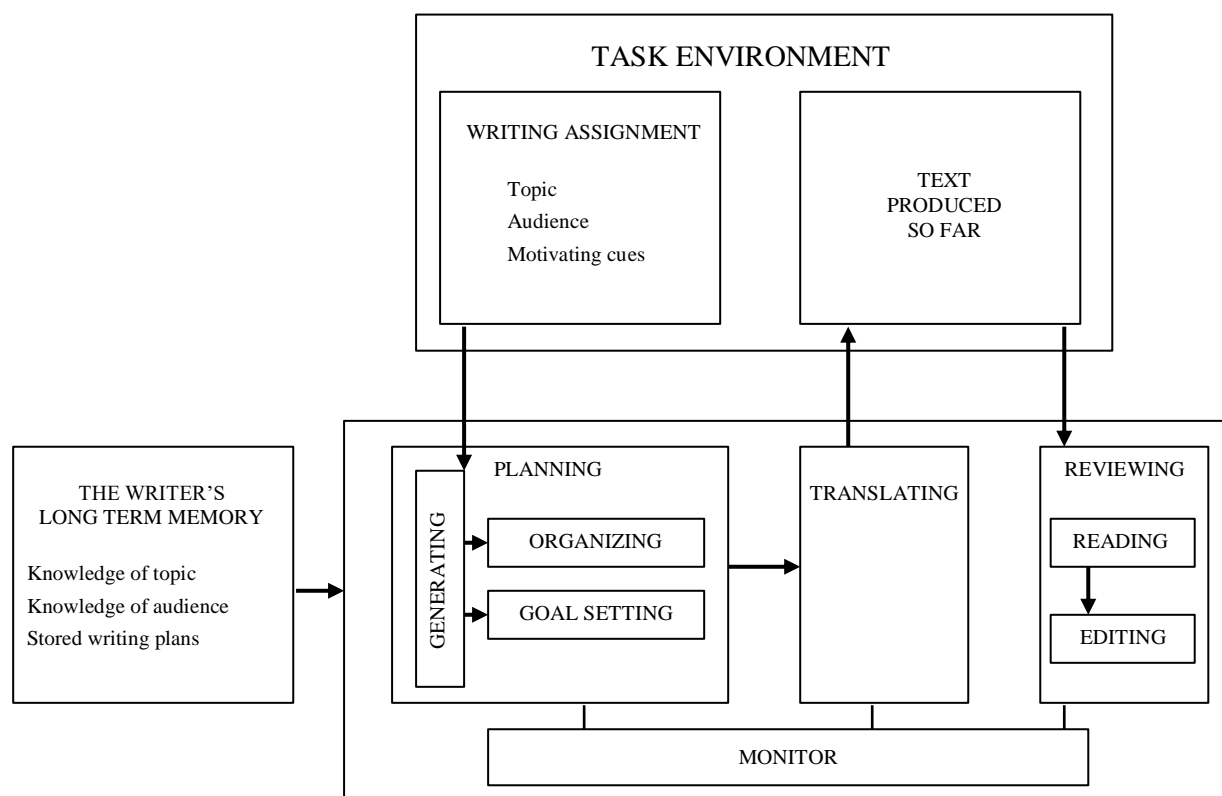 TASK ENVIRONMENT
WRITING ASSIGNMENT
Topic
Audience
Motivating cues
TEXT
PRODUCED
SO FAR
THE WRITER’S
LONG TERM MEMORY
Knowledge of topic
Knowledge of audience
Stored writing plans
PLANNING
GENERATING
ORGANIZING
GOAL SETTING
TRANSLATING
REVIEWING
READING
EDITING
MONITOR